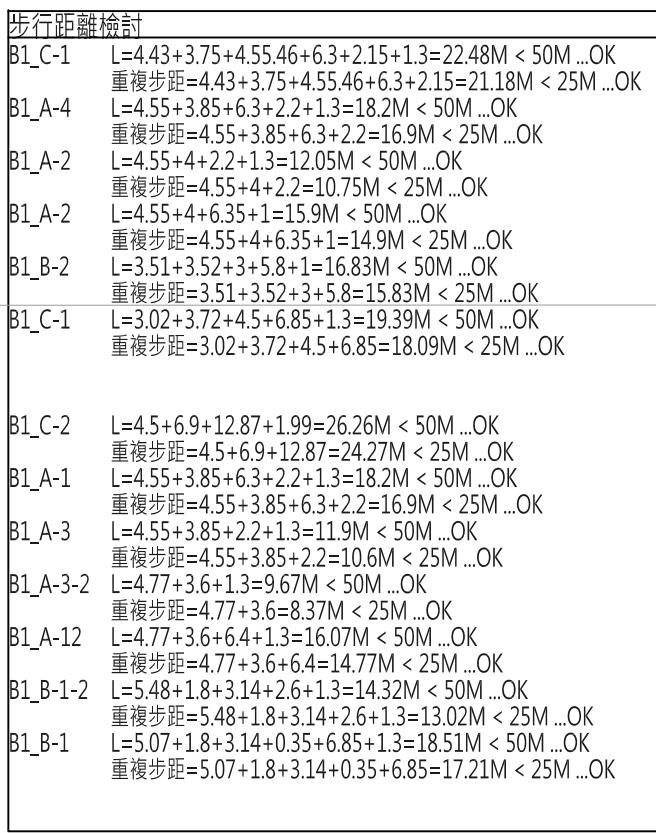 步行距離檢討
B1_C-1 L=4.43+3.75+4.55.46+6.3+2.15+1.3=22.48M < 50M ...OK
重複步距=4.43+3.75+4.55.46+6.3+2.15=21.18M < 25M ...OK
B1_A-4 L=4.55+3.85+6.3+2.2+1.3=18.2M < 50M ...OK
重複步距=4.55+3.85+6.3+2.2=16.9M < 25M ...OK
B1_A-2 L=4.55+4+2.2+1.3=12.05M < 50M ...OK
重複步距=4.55+4+2.2=10.75M < 25M ...OK
B1_A-2 L=4.55+4+6.35+1=15.9M < 50M ...OK
重複步距=4.55+4+6.35+1=14.9M < 25M ...OK
B1_B-2 L=3.51+3.52+3+5.8+1=16.83M < 50M ...OK
重複步距=3.51+3.52+3+5.8=15.83M < 25M ...OK
B1_C-1 L=3.02+3.72+4.5+6.85+1.3=19.39M < 50M ...OK
重複步距=3.02+3.72+4.5+6.85=18.09M < 25M ...OK
B1_C-2 L=4.5+6.9+12.87+1.99=26.26M < 50M ...OK
重複步距=4.5+6.9+12.87=24.27M < 25M ...OK
B1_A-1 L=4.55+3.85+6.3+2.2+1.3=18.2M < 50M ...OK
重複步距=4.55+3.85+6.3+2.2=16.9M < 25M ...OK
B1_A-3 L=4.55+3.85+2.2+1.3=11.9M < 50M ...OK
重複步距=4.55+3.85+2.2=10.6M < 25M ...OK
B1_A-3-2 L=4.77+3.6+1.3=9.67M < 50M ...OK
重複步距=4.77+3.6=8.37M < 25M ...OK
B1_A-12 L=4.77+3.6+6.4+1.3=16.07M < 50M ...OK
重複步距=4.77+3.6+6.4=14.77M < 25M ...OK
B1_B-1-2 L=5.48+1.8+3.14+2.6+1.3=14.32M < 50M ...OK
重複步距=5.48+1.8+3.14+2.6+1.3=13.02M < 25M ...OK
B1_B-1 L=5.07+1.8+3.14+0.35+6.85+1.3=18.51M < 50M ...OK
重複步距=5.07+1.8+3.14+0.35+6.85=17.21M < 25M ...OK